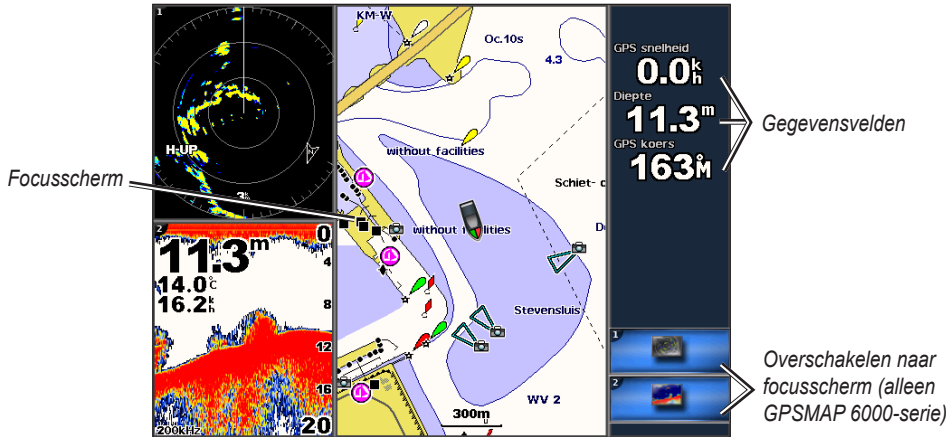 1
H-UP
N
Focusscherm
2
11.3m
14.0°C
16.2kh
0
4
8
12
16
20
200kHz
KM-W
Oc.10s
4.3
without facilities
Schiet-
without facilities
Stevensluis
WV 2
300m
GPS snelheid
0.0kh
Diepte
11.3m
GPS koers
163°M
1
2
Gegevensvelden
Overschakelen naar
focusscherm (alleen
GPSMAP 6000-serie)